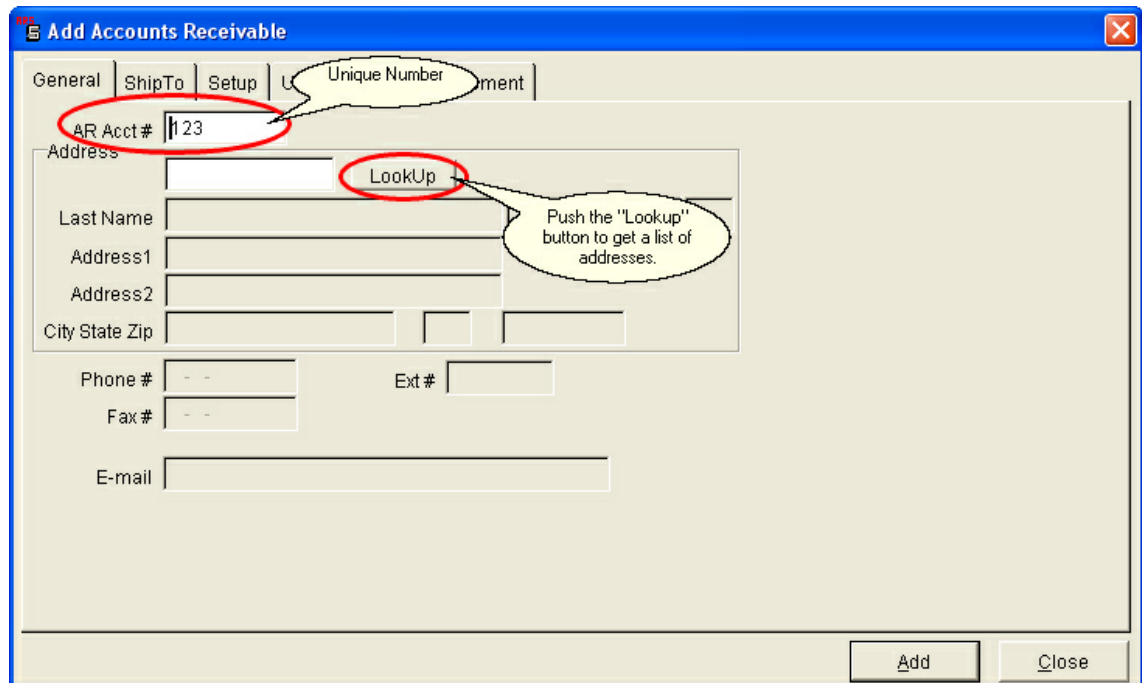 Add Accounts Receivable
General ShipTo Setup
Unique Number
AR Acct # 123
Address
LookUp
Last Name
Push the "Lookup"
button to get a list of
addresses.
Address1
Address2
City State Zip
Phone # - - Ext #
Fax # - -
E-mail
Add Close